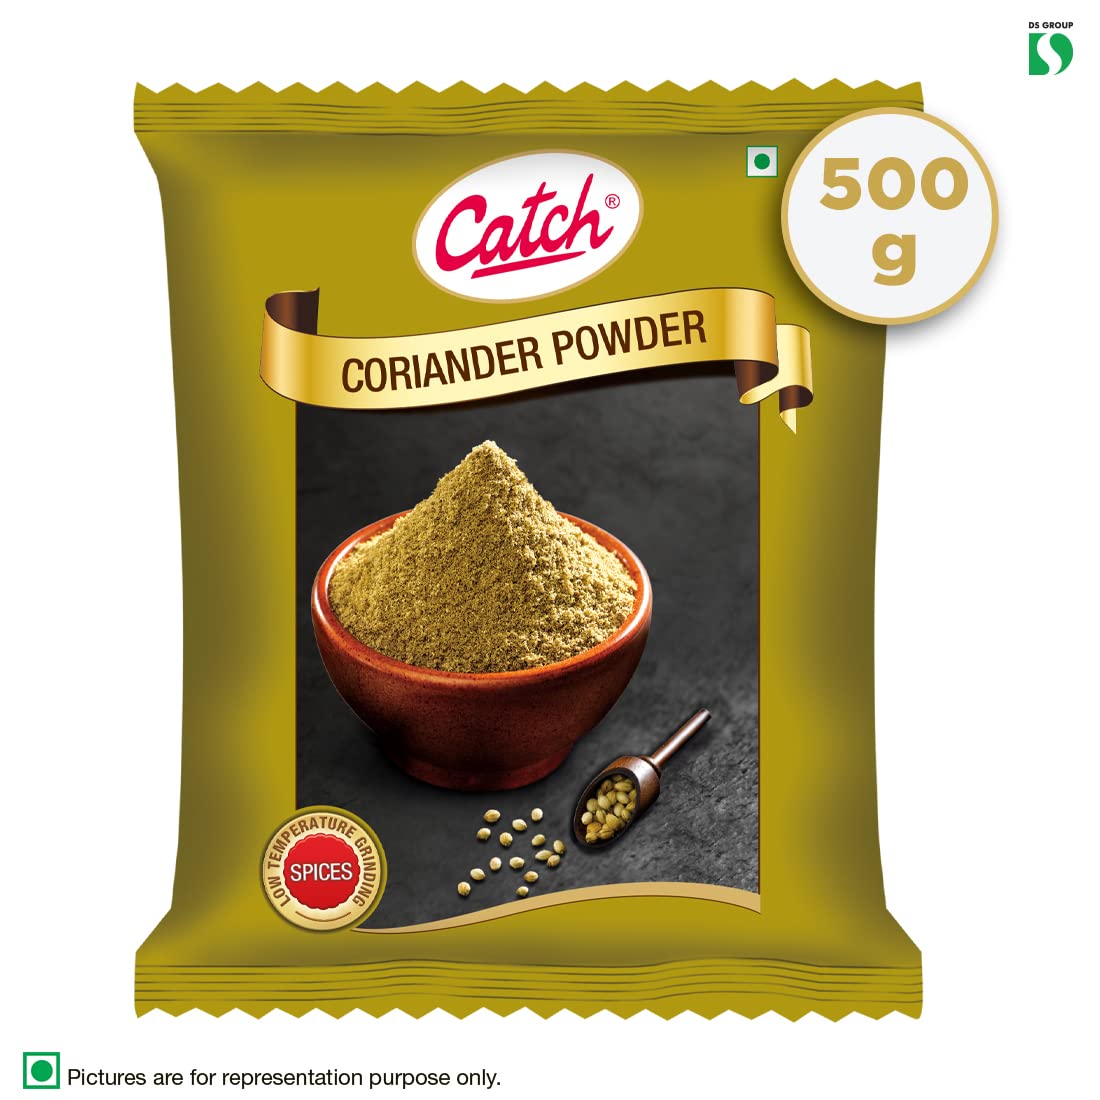 DS GROUP
Catch®
500
g
CORIANDER POWDER
LOW TEMPERATURE GRINDING
SPICES
Pictures are for representation purpose only.